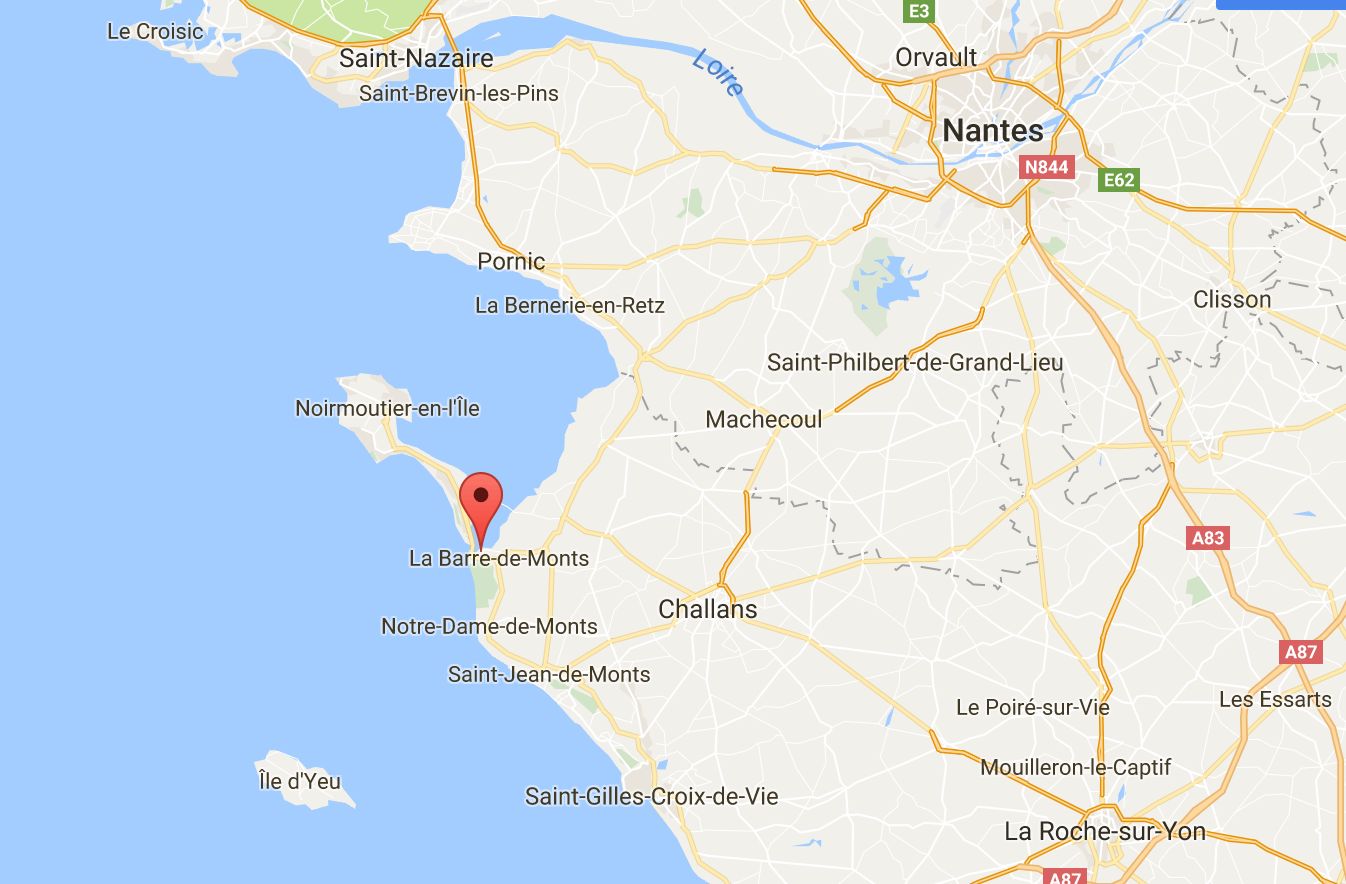 E3
Le Croisic
Saint-Nazaire
Orvault
Loire
Saint-Brevin-les-Pins
Nantes
N844
E62
Pornic
La Bernerie-en-Retz
Clisson
Saint-Philbert-de-Grand-Lieu
Noirmoutier-en-l'Île
Machecoul
A83
La Barre-de-Monts
Challans
Notre-Dame-de-Monts
A87
Saint-Jean-de-Monts
Les Essarts
Le Poiré-sur-Vie
Mouilleron-le-Captif
Île d'Yeu
Saint-Gilles-Croix-de-Vie
La Roche-sur-Yon
A87